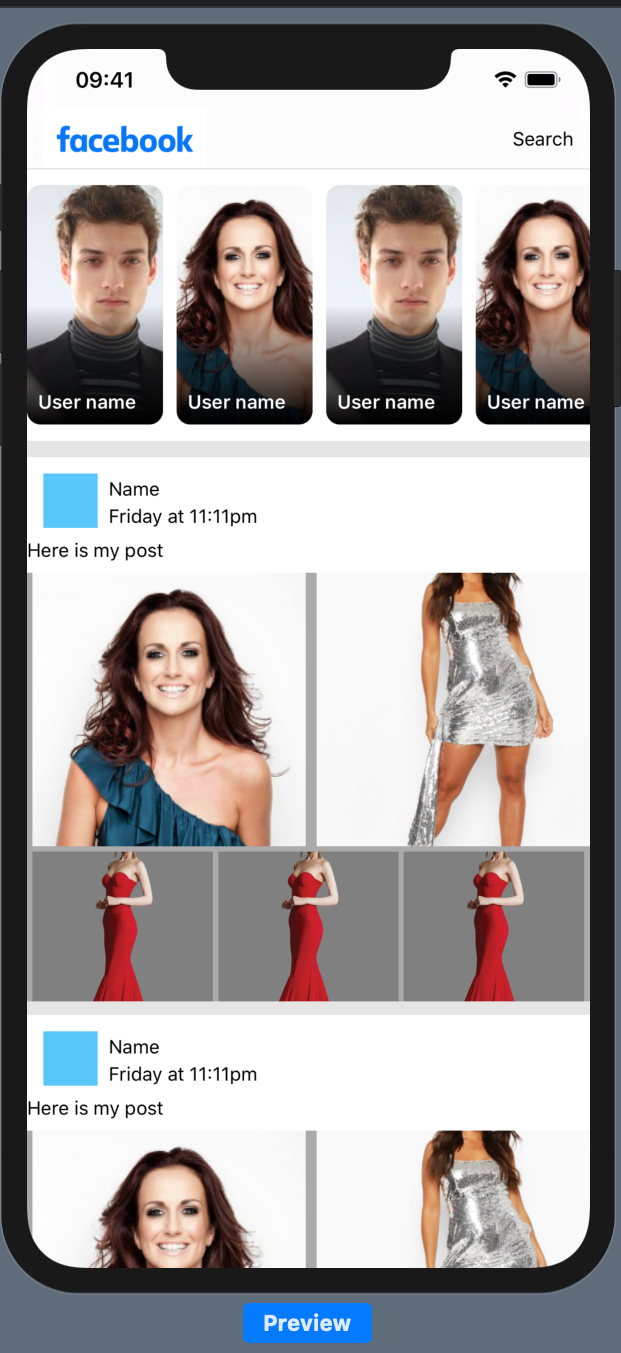 09:41
facebook
Search
User name
User name
User name
User name
Name
Friday at 11:11pm
Here is my post
Name
Friday at 11:11pm
Here is my post
Preview